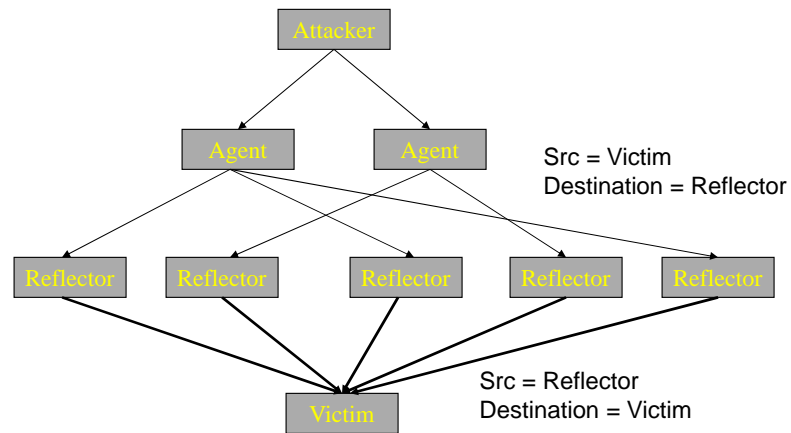 Attacker
Agent
Agent
Src = Victim
Destination = Reflector
Reflector
Reflector
Reflector
Reflector
Reflector
Src = Reflector
Destination = Victim
Victim